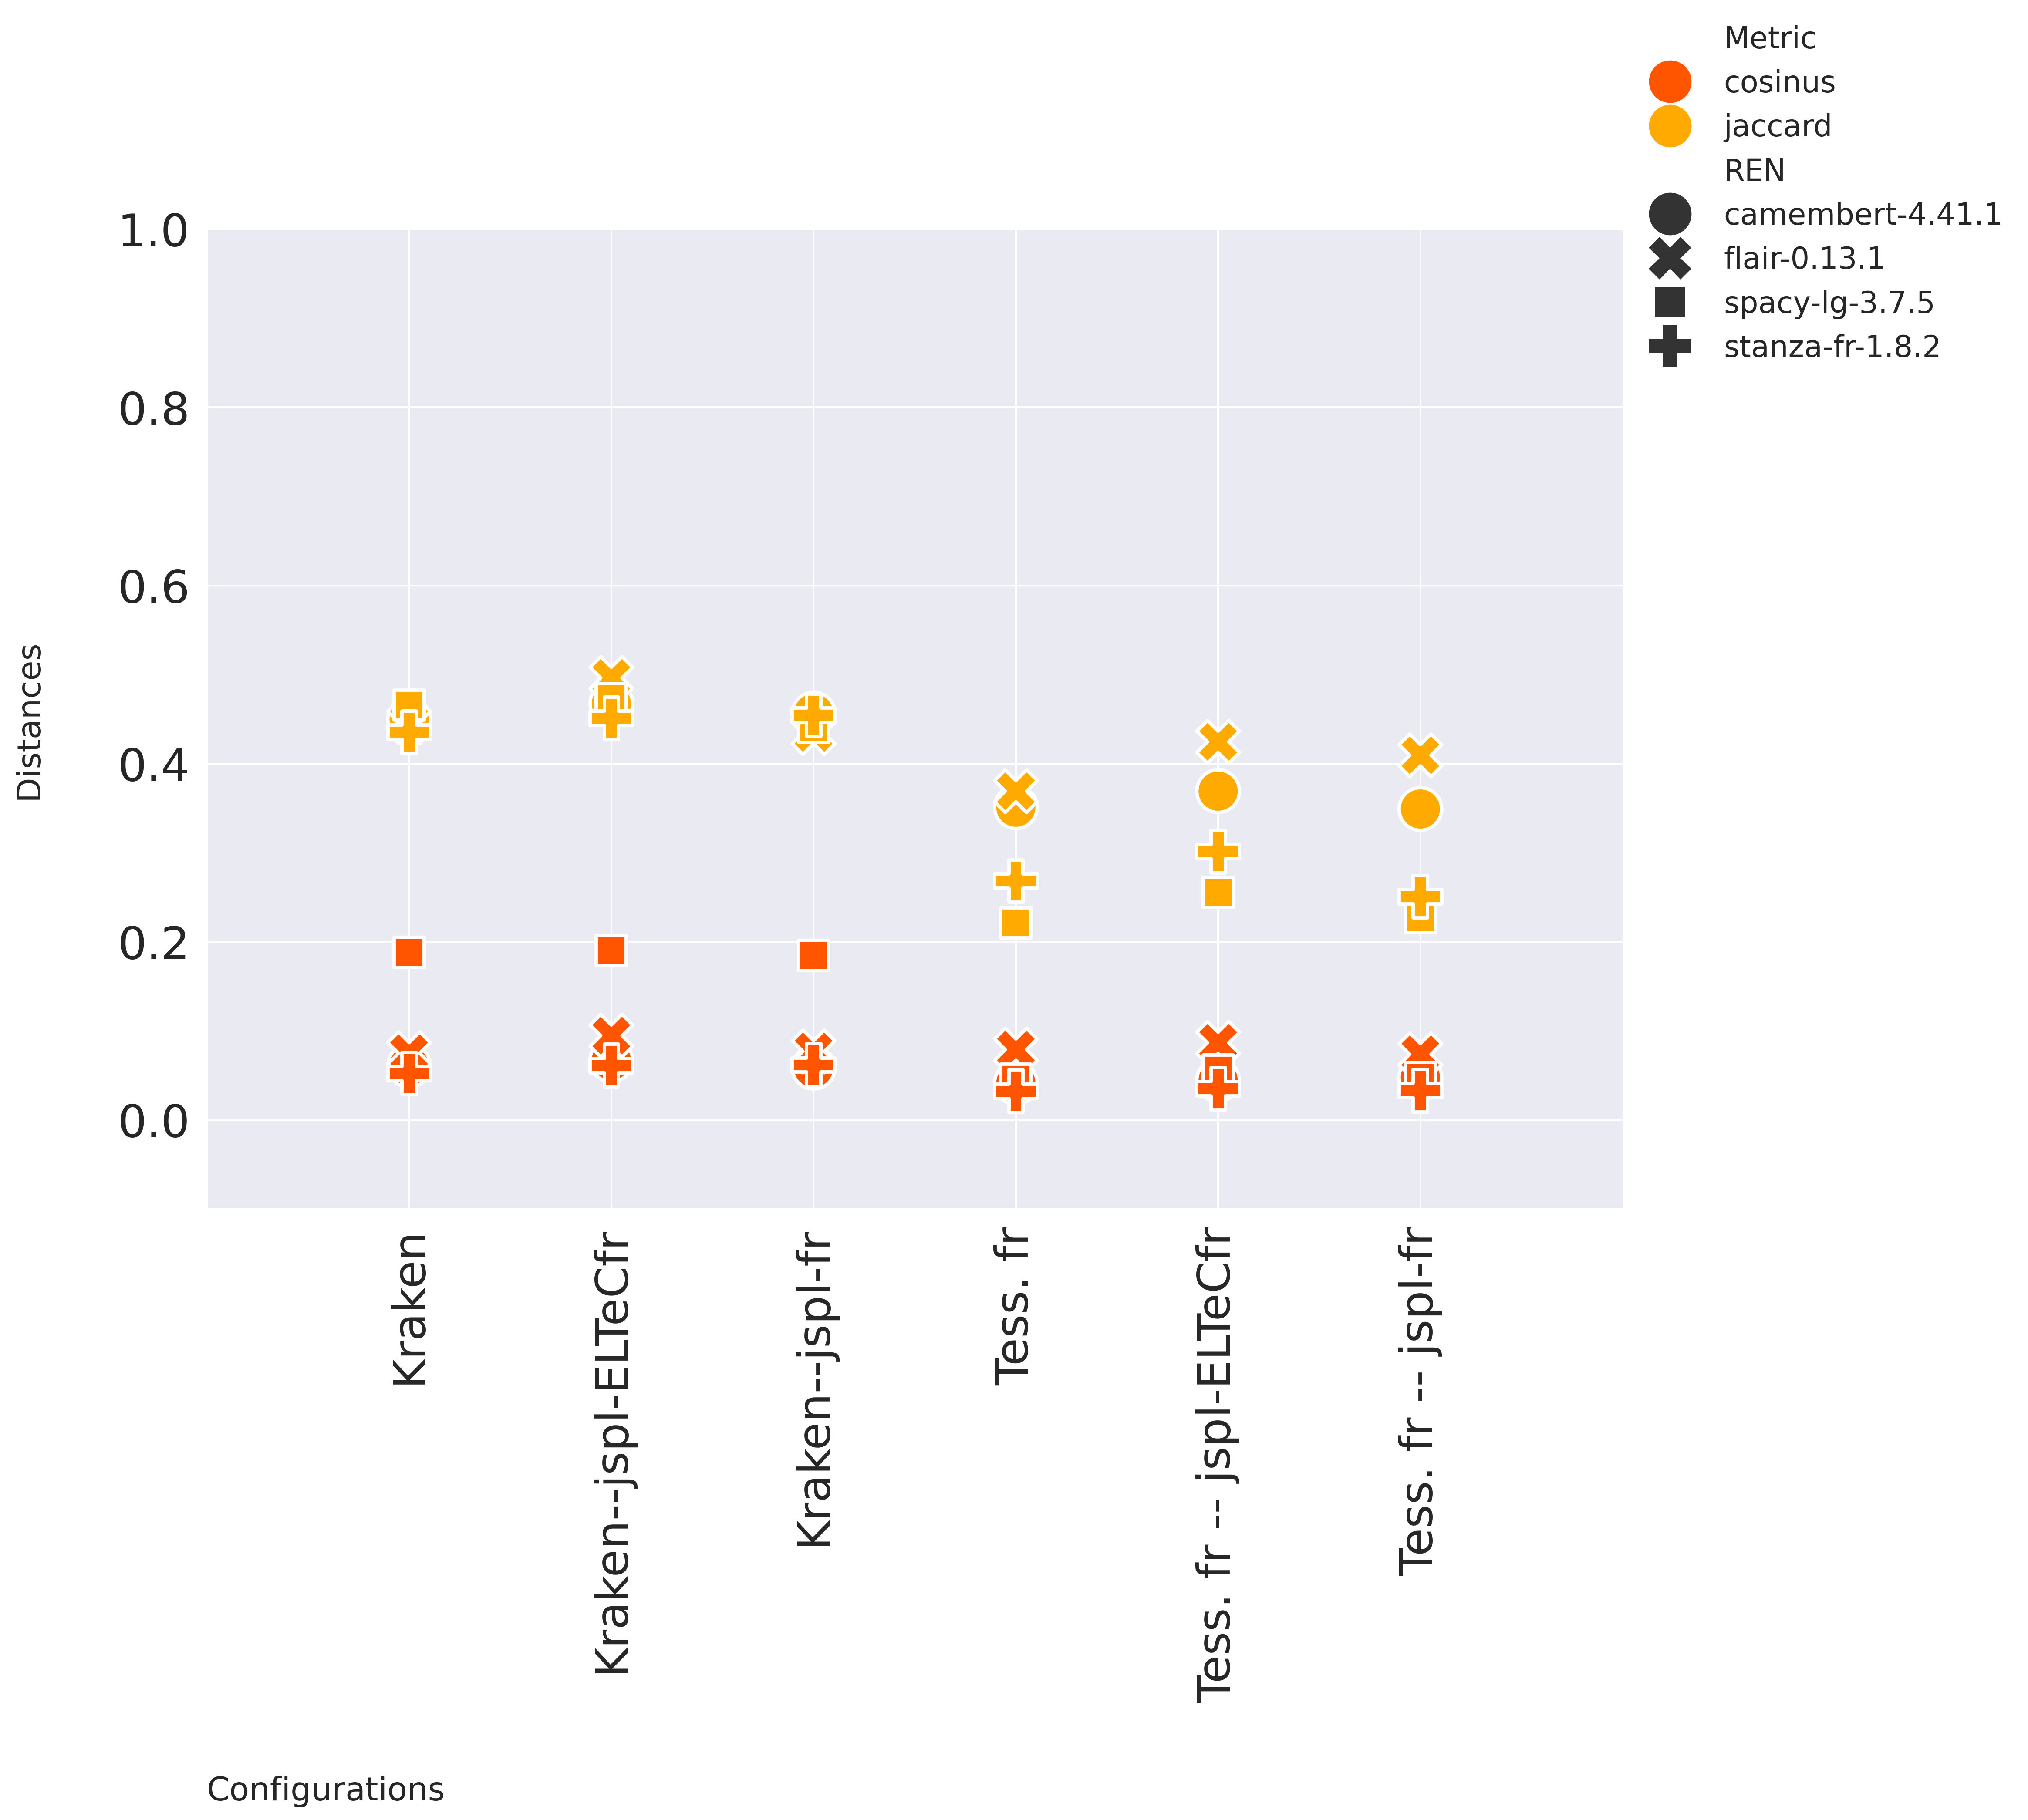 Metric
cosinus
jaccard
REN
camembert-4.41.1
flair-0.13.1
spacy-lg-3.7.5
stanza-fr-1.8.2
1.0
0.8
0.6
0.4
0.2
0.0
Distances
Kraken
Kraken--jspl-ELTeCfr
Kraken--jspl-fr
Tess. fr
Tess. fr -- jspl-ELTeCfr
Tess. fr -- jspl-fr
Configurations